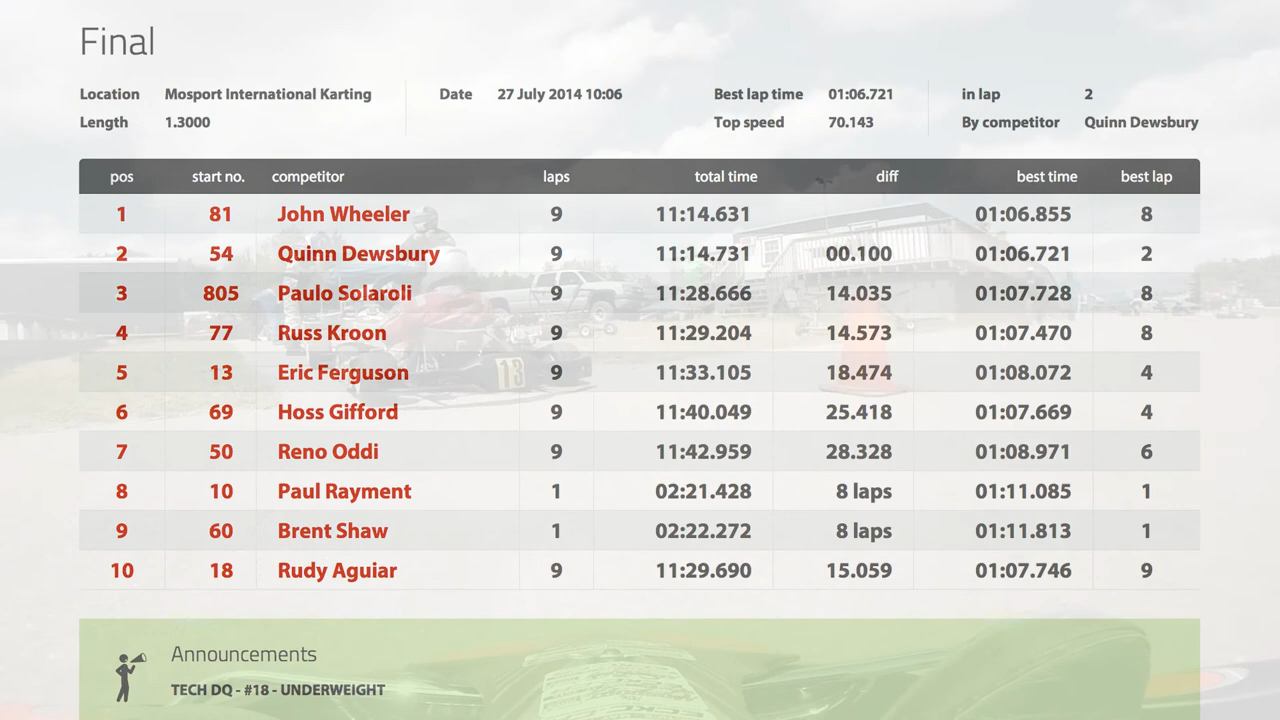 Final
Location Mosport International Karting Date 27 July 2014 10:06 Best lap time 01:06.721 in lap 2
Length 1.3000 Top speed 70.143 By competitor Quinn Dewsbury
pos start no. competitor laps total time diff best time best lap
1 81 John Wheeler 9 11:14.631 01:06.855 8
2 54 Quinn Dewsbury 9 11:14.731 00.100 01:06.721 2
3 805 Paulo Solaroli 9 11:28.666 14.035 01:07.728 8
4 77 Russ Kroon 9 11:29.204 14.573 01:07.470 8
5 13 Eric Ferguson 9 11:33.105 18.474 01:08.072 4
6 69 Hoss Gifford 9 11:40.049 25.418 01:07.669 4
7 50 Reno Oddi 9 11:42.959 28.328 01:08.971 6
8 10 Paul Rayment 1 02:21.428 8 laps 01:11.085 1
9 60 Brent Shaw 1 02:22.272 8 laps 01:11.813 1
10 18 Rudy Aguiar 9 11:29.690 15.059 01:07.746 9
13
Announcements
TECH DQ - #18 - UNDERWEIGHT